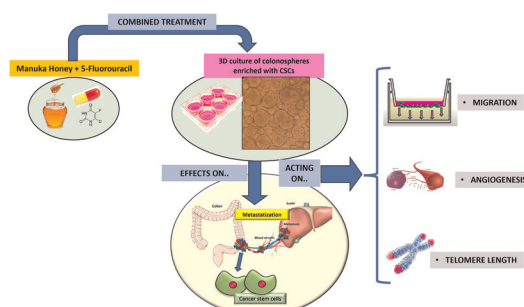 COMBINED TREATMENT
Manuka Honey + 5-Fluorouracil
3D culture of colonospheres
enriched with CSCs
EFFECTS ON..
ACTING
ON..
• MIGRATION
• ANGIOGENESIS
• TELOMERE LENGTH
Metastatization
Colon
Liver
Metastasis
Blood vessels
Cancer stem cells